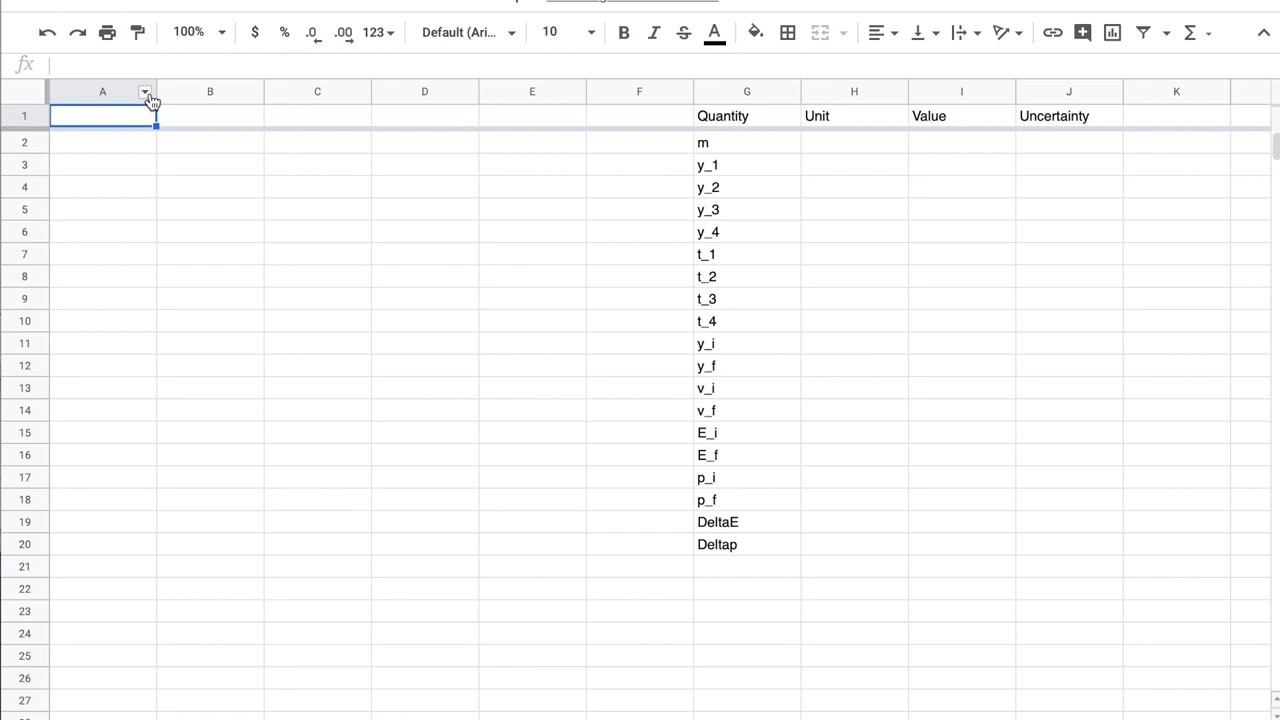 100% $ % .0 .00 123 Default (Ari... 10 B I S A Σ
fx
A B C D E F G H I J K
1 Quantity Unit Value Uncertainty
2 m
3 y_1
4 y_2
5 y_3
6 y_4
7 t_1
8 t_2
9 t_3
10 t_4
11 y_i
12 y_f
13 v_i
14 v_f
15 E_i
16 E_f
17 p_i
18 p_f
19 DeltaE
20 Deltap
21
22
23
24
25
26
27